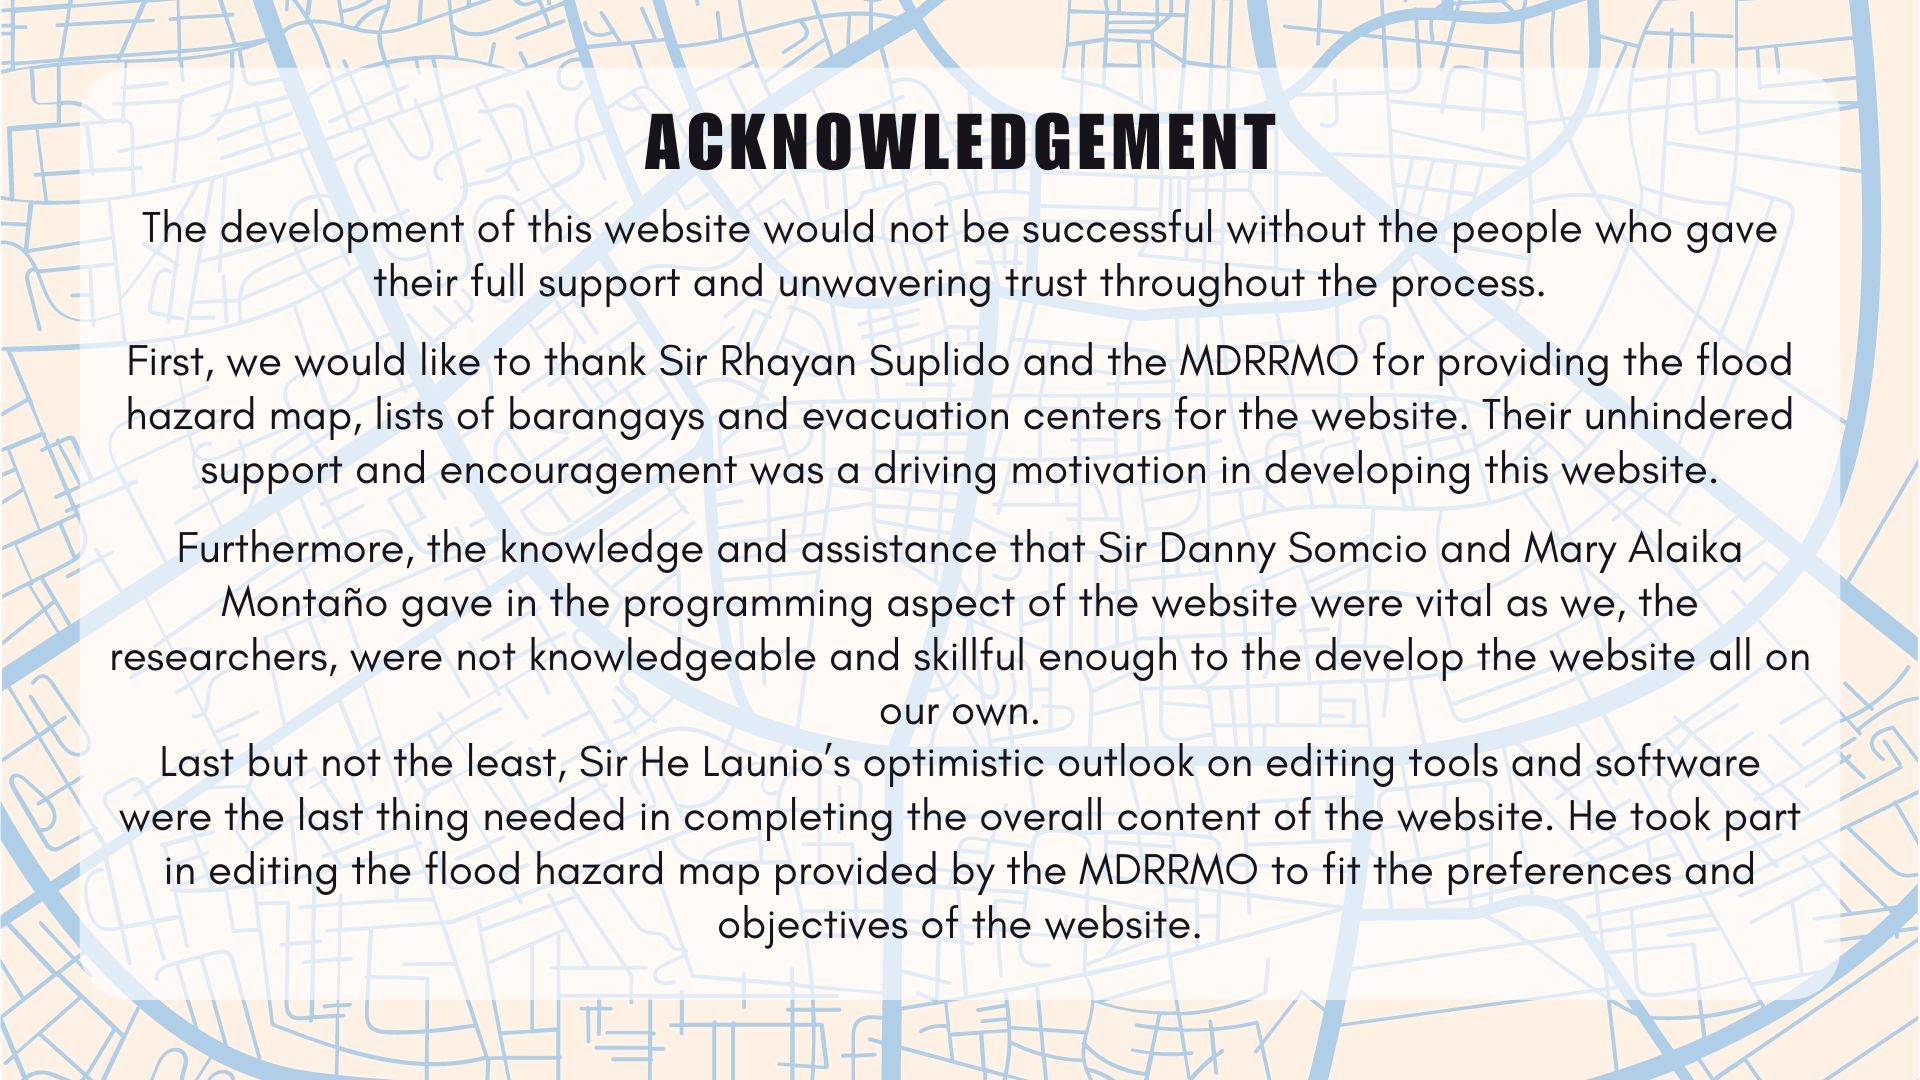 ACKNOWLEDGEMENT
The development of this website would not be successful without the people who gave
their full support and unwavering trust throughout the process.
First, we would like to thank Sir Rhayan Suplido and the MDRRMO for providing the flood
hazard map, lists of barangays and evacuation centers for the website. Their unhindered
support and encouragement was a driving motivation in developing this website.
Furthermore, the knowledge and assistance that Sir Danny Somcio and Mary Alaika
Montaño gave in the programming aspect of the website were vital as we, the
researchers, were not knowledgeable and skillful enough to the develop the website all on
our own.
Last but not the least, Sir He Launio’s optimistic outlook on editing tools and software
were the last thing needed in completing the overall content of the website. He took part
in editing the flood hazard map provided by the MDRRMO to fit the preferences and
objectives of the website.